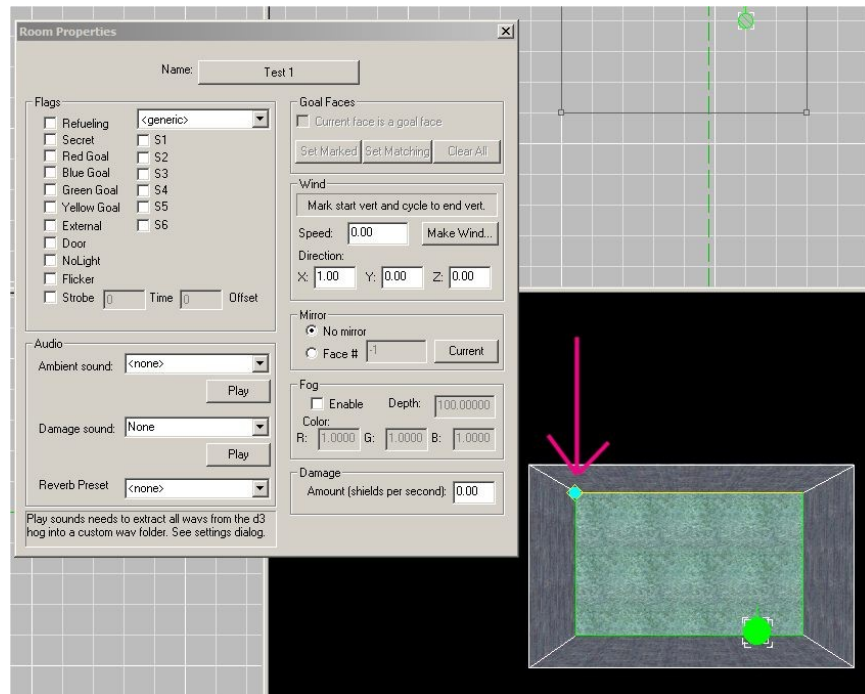 Room Properties
Name: Test 1
Flags
Refueling <generic>
Secret S1
Red Goal S2
Blue Goal S3
Green Goal S4
Yellow Goal S5
External S6
Door
NoLight
Flicker
Strobe 0 Time 0 Offset
Audio
Ambient sound: <none>
Play
Damage sound: None
Play
Reverb Preset <none>
Play sounds needs to extract all wavs from the d3
hog into a custom wav folder. See settings dialog.
Goal Faces
Current face is a goal face
Set Marked Set Matching Clear All
Wind
Mark start vert and cycle to end vert.
Speed: 0.00 Make Wind...
Direction:
X: 1.00 Y: 0.00 Z: 0.00
Mirror
No mirror
Face # -1 Current
Fog
Enable Depth: 100.00000
Color:
R: 1.0000 G: 1.0000 B: 1.0000
Damage
Amount (shields per second): 0.00